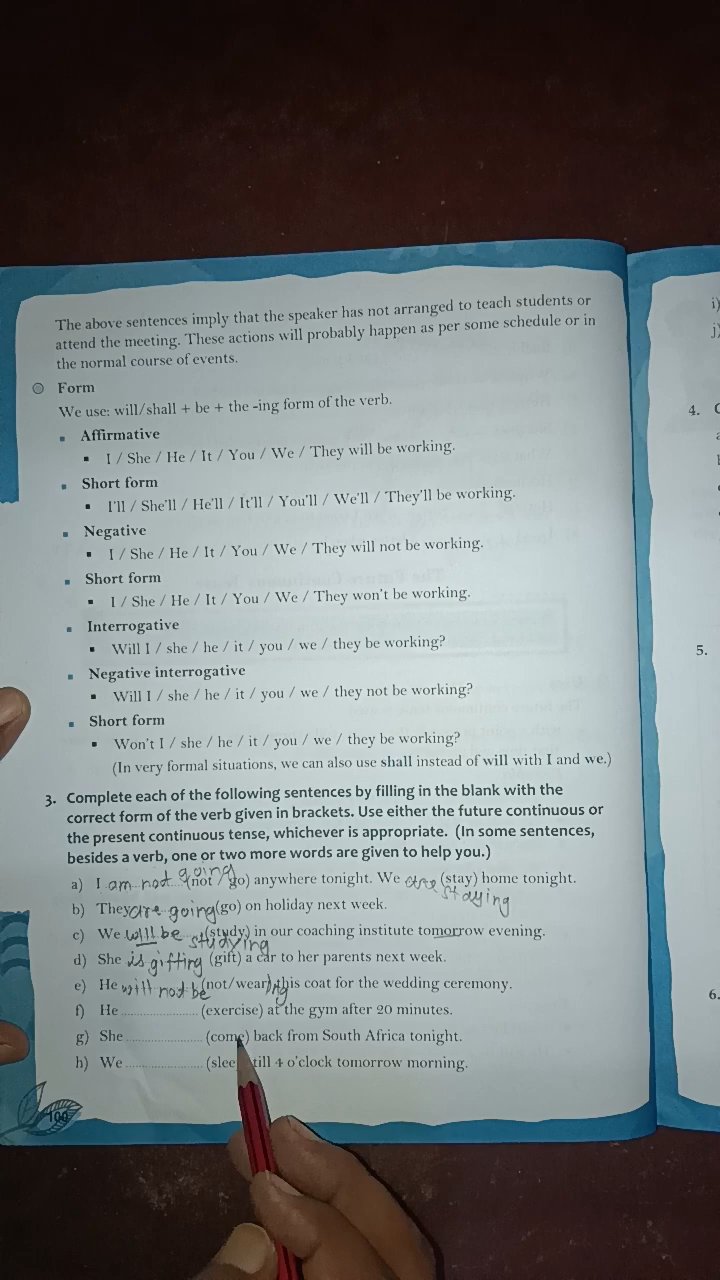 The above sentences imply that the speaker has not arranged to teach students or
attend the meeting. These actions will probably happen as per some schedule or in
the normal course of events.
Form
We use: will/shall + be + the -ing form of the verb.
Affirmative
I / She / He / It / You / We / They will be working.
Short form
I'll / She'll / He'll / It'll / You'll / We'll / They'll be working.
Negative
I / She / He / It / You / We / They will not be working.
Short form
I / She / He / It / You / We / They won't be working.
Interrogative
Will I / she / he / it / you / we / they be working?
Negative interrogative
Will I / she / he / it / you / we / they not be working?
Short form
Won't I / she / he / it / you / we / they be working?
(In very formal situations, we can also use shall instead of will with I and we.)
3. Complete each of the following sentences by filling in the blank with the
correct form of the verb given in brackets. Use either the future continuous or
the present continuous tense, whichever is appropriate. (In some sentences,
besides a verb, one or two more words are given to help you.)
a) I am not going (not / go) anywhere tonight. We are staying (stay) home tonight.
b) They are going (go) on holiday next week.
c) We will be studying (study) in our coaching institute tomorrow evening.
d) She is gifting (gift) a car to her parents next week.
e) He will not be (not/wear)ing this coat for the wedding ceremony.
f) He .................... (exercise) at the gym after 20 minutes.
g) She .................... (come) back from South Africa tonight.
h) We .................... (slee till 4 o'clock tomorrow morning.
100
i)
j)
4.
5.
6.